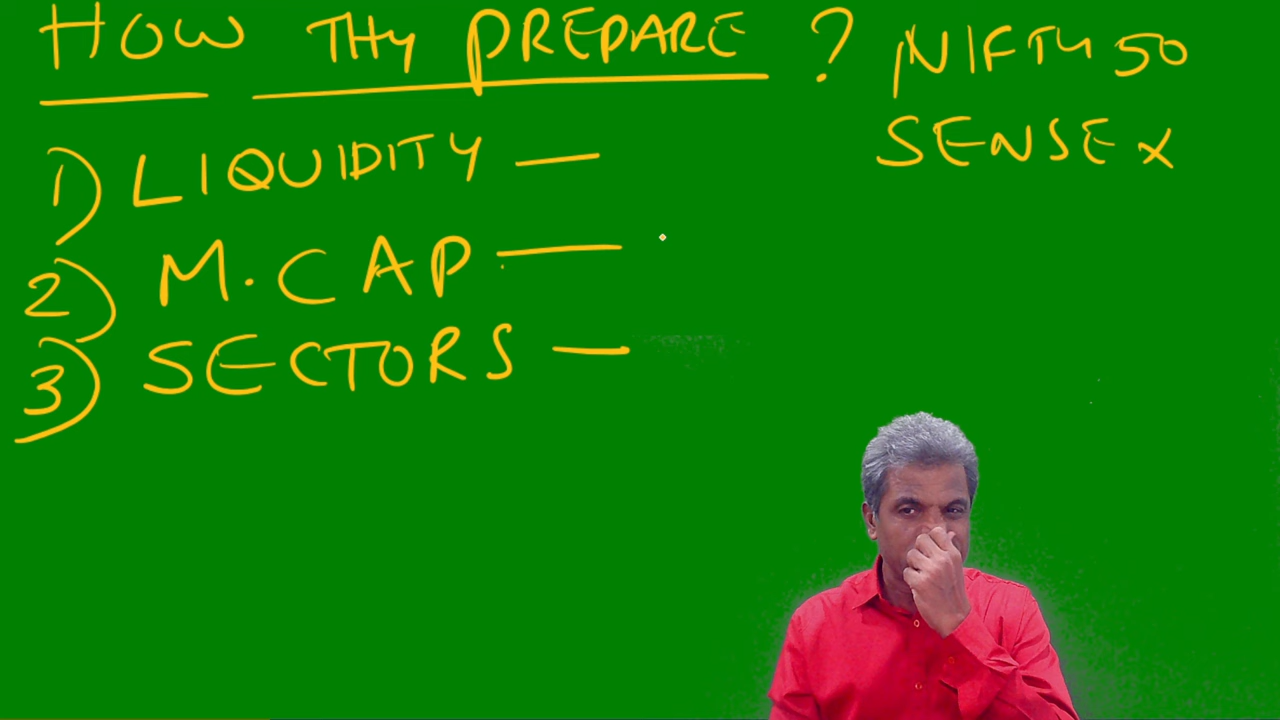 HOW THY PREPARE ?
1) LIQUIDITY —
2) M.CAP —
3) SECTORS —
NIFTY 50
SENSEX